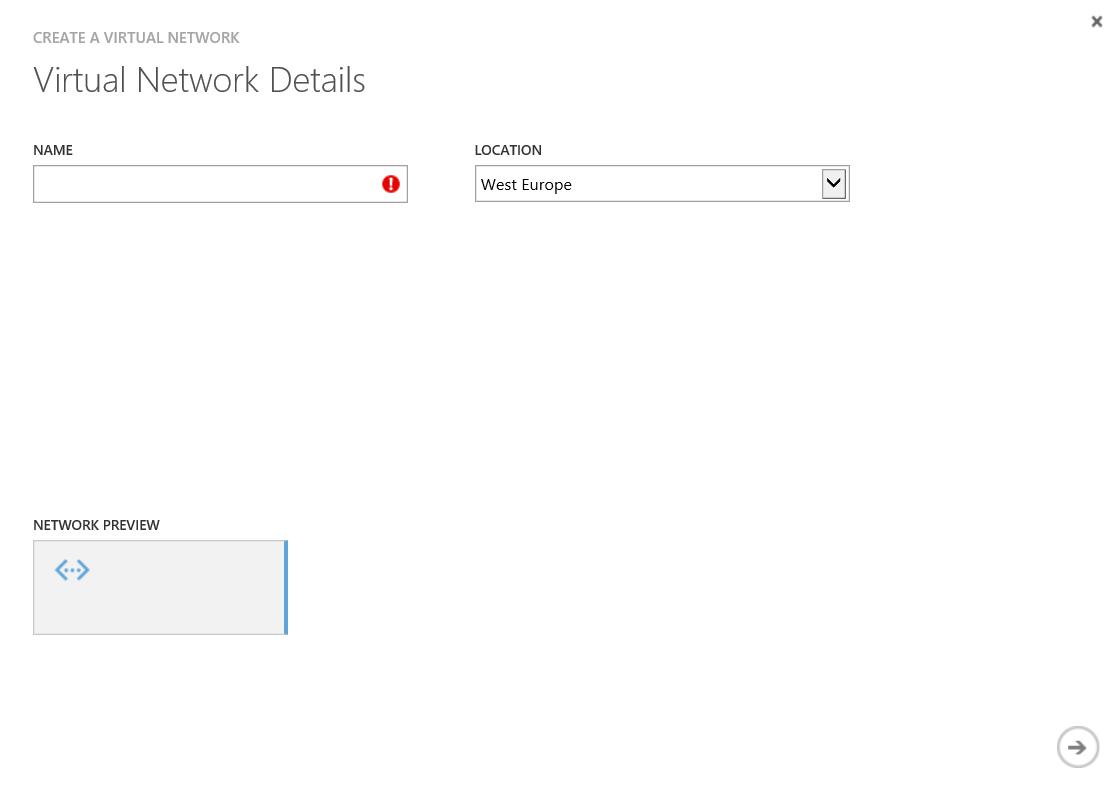 CREATE A VIRTUAL NETWORK
Virtual Network Details
NAME
LOCATION
West Europe
NETWORK PREVIEW